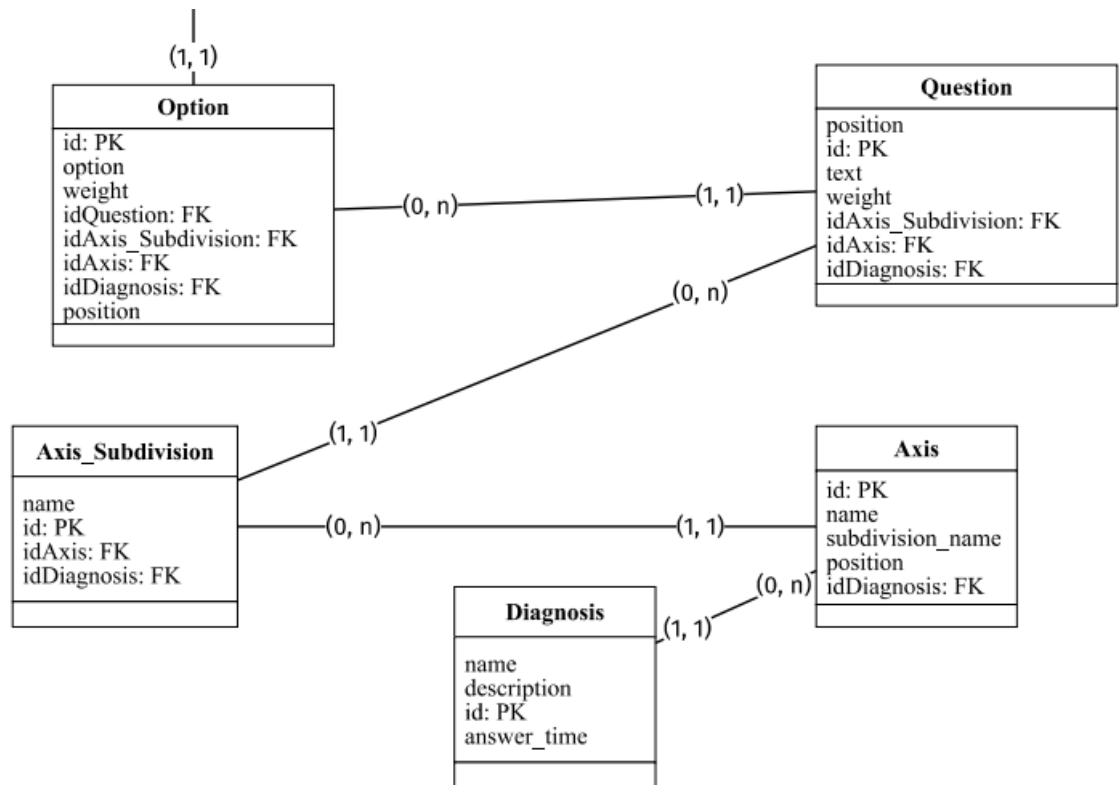 (1, 1)
Option
id: PK
option
weight
idQuestion: FK
idAxis_Subdivision: FK
idAxis: FK
idDiagnosis: FK
position
(0, n)
(1, 1)
Question
position
id: PK
text
weight
idAxis_Subdivision: FK
idAxis: FK
idDiagnosis: FK
(0, n)
(1, 1)
Axis_Subdivision
name
id: PK
idAxis: FK
idDiagnosis: FK
(0, n)
(1, 1)
Axis
id: PK
name
subdivision_name
position
idDiagnosis: FK
(0, n)
(1, 1)
Diagnosis
name
description
id: PK
answer_time